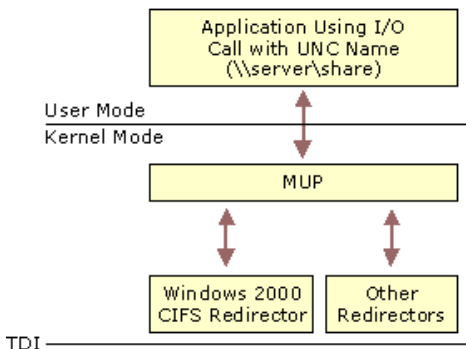 Application Using I/O
Call with UNC Name
(\\server\share)
User Mode
Kernel Mode
MUP
Windows 2000
CIFS Redirector
Other
Redirectors
TDI